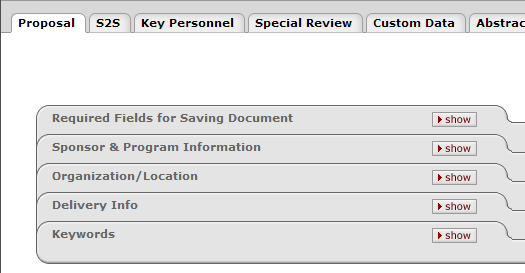 Proposal S2S Key Personnel Special Review Custom Data Abstrac
Required Fields for Saving Document show
Sponsor & Program Information show
Organization/Location show
Delivery Info show
Keywords show